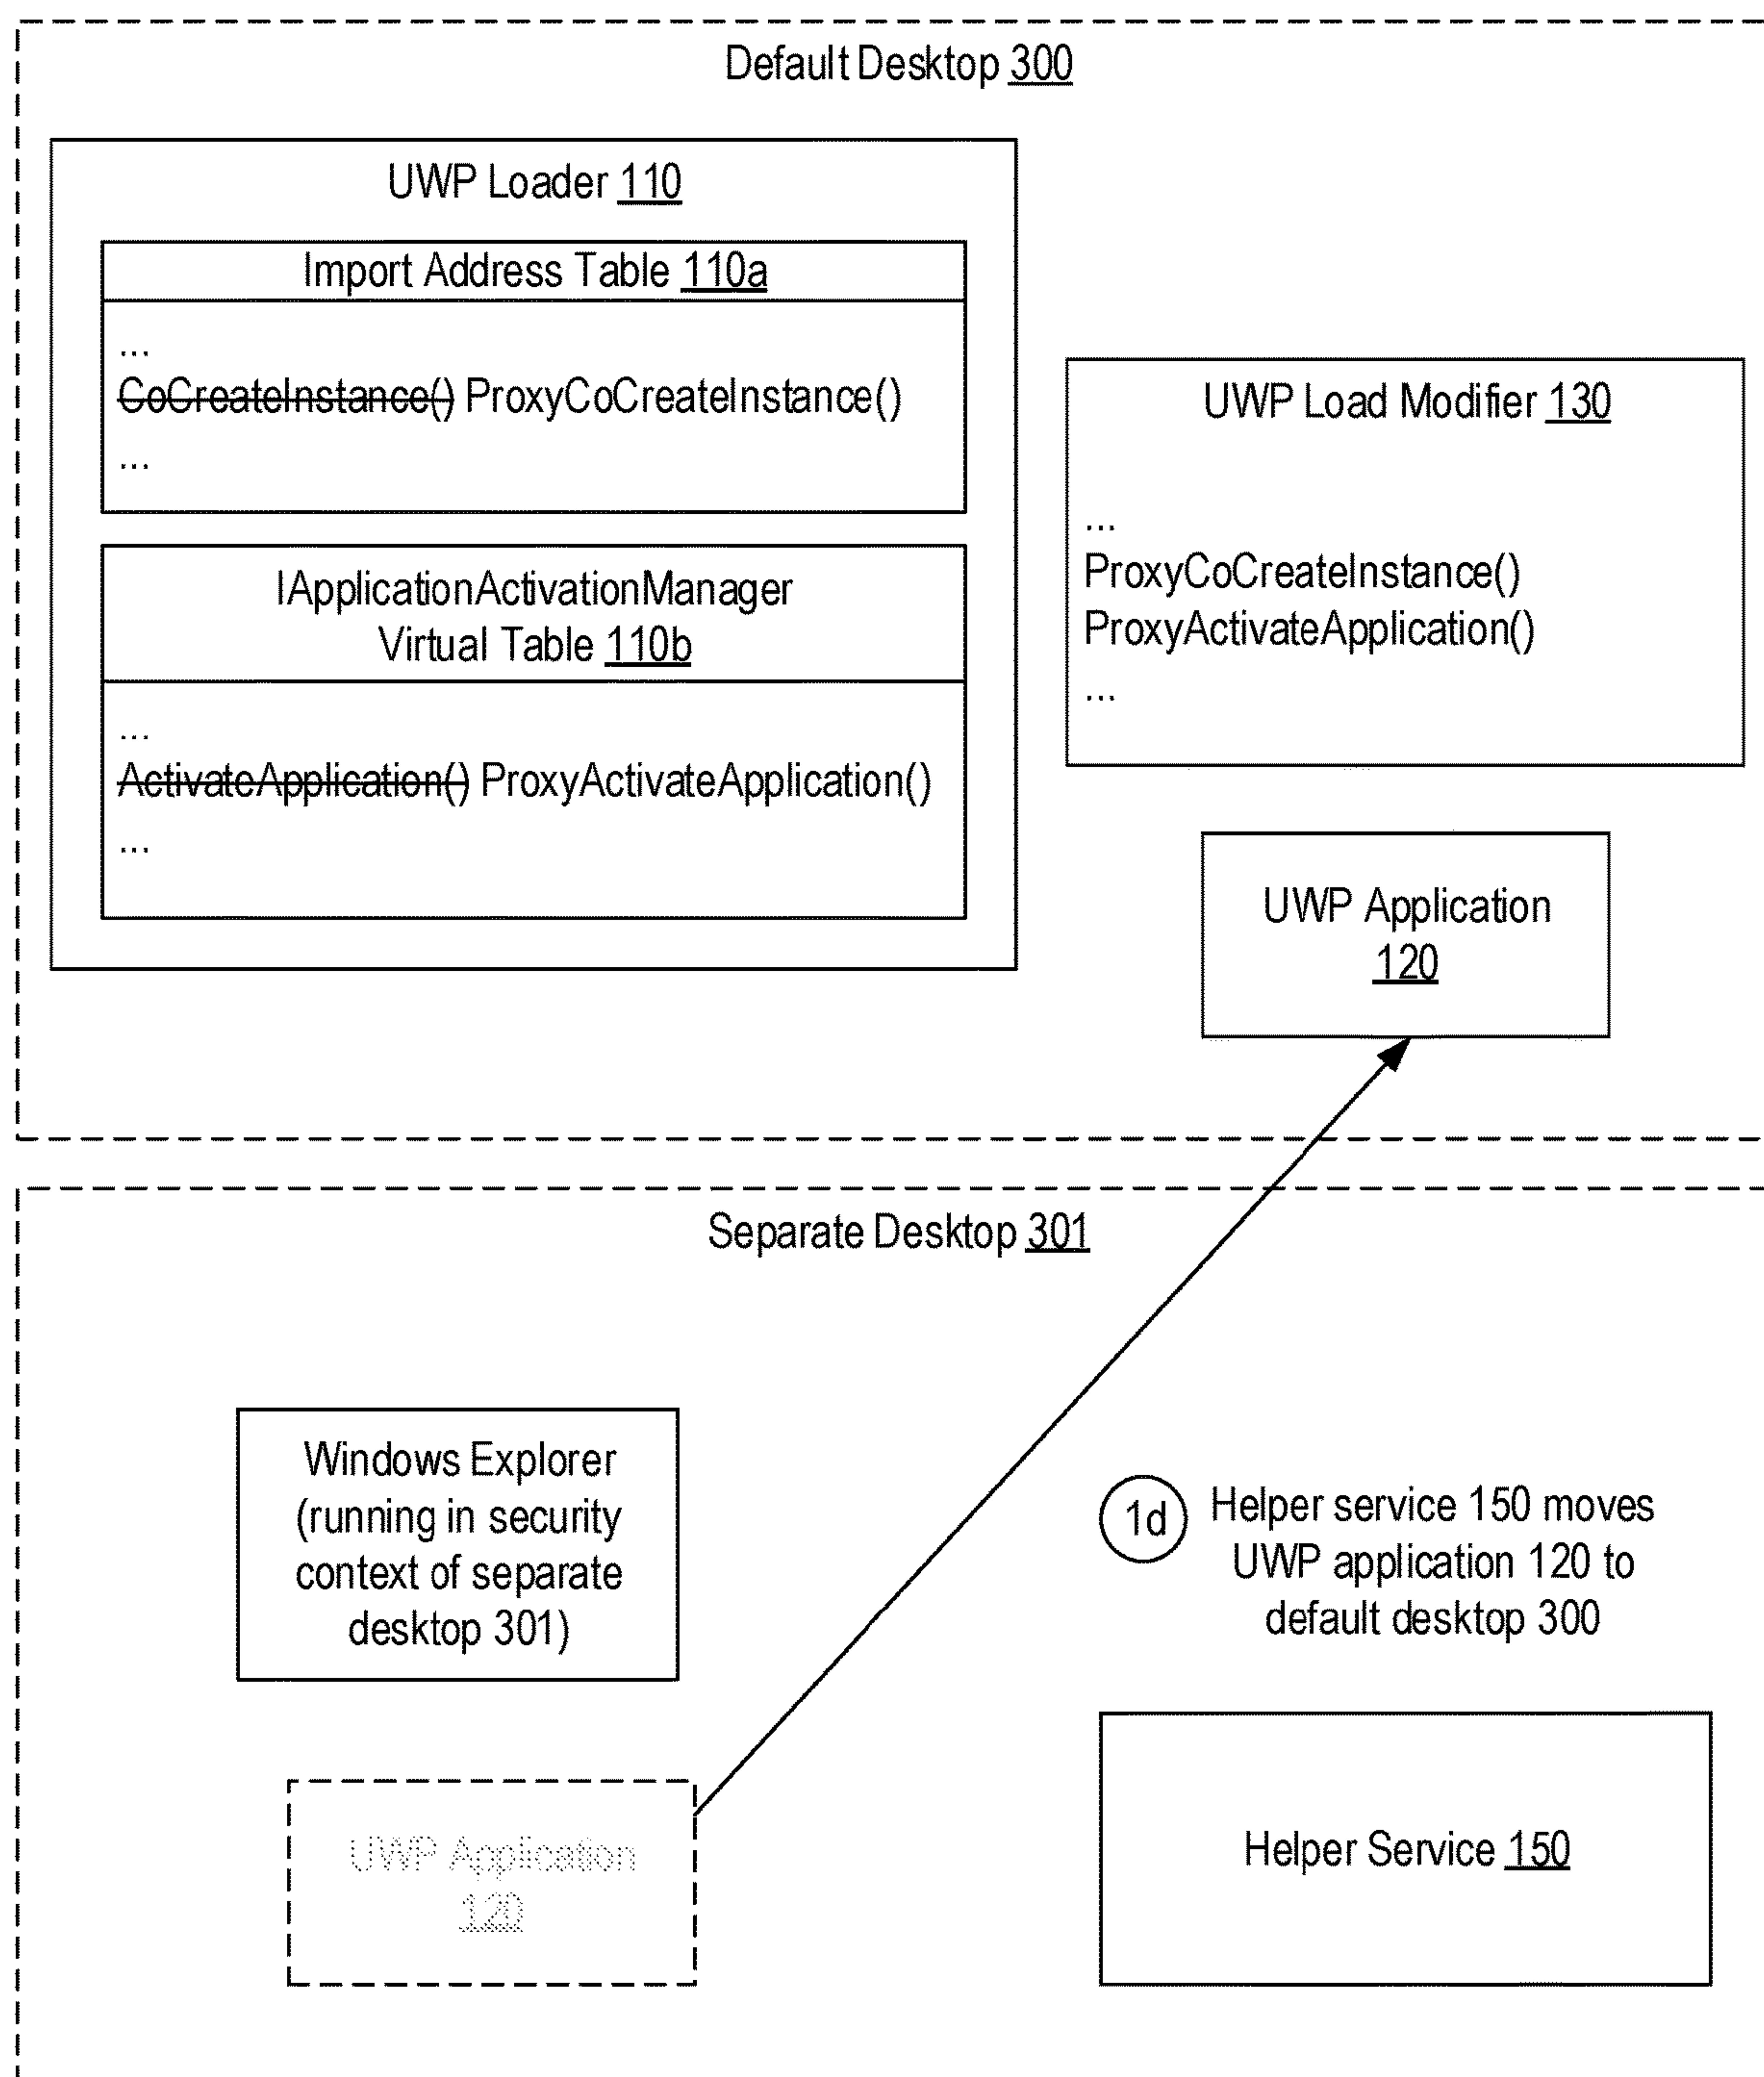 Default Desktop 300
UWP Loader 110
Import Address Table 110a
...
CoCreateInstance() ProxyCoCreateInstance()
...
IApplicationActivationManager
Virtual Table 110b
...
ActivateApplication() ProxyActivateApplication()
...
UWP Load Modifier 130
...
ProxyCoCreateInstance()
ProxyActivateApplication()
...
UWP Application
120
Separate Desktop 301
Windows Explorer
(running in security
context of separate
desktop 301)
1d
Helper service 150 moves
UWP application 120 to
default desktop 300
UWP Application
120
Helper Service 150